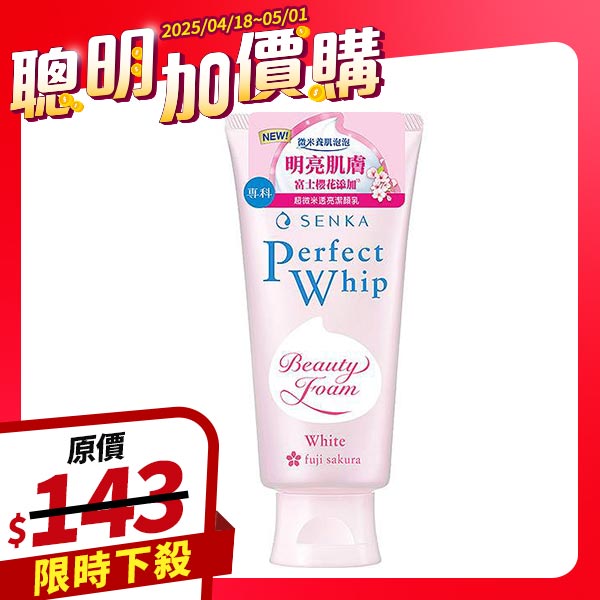 2025/04/18~05/01
聰明加價購
NEW!
微米養肌泡泡
明亮肌膚
富士櫻花添加
專科
超微米透亮潔顏乳
SENKA
Perfect
Whip
Beauty
Foam
White
fuji sakura
原價
$143
限時下殺